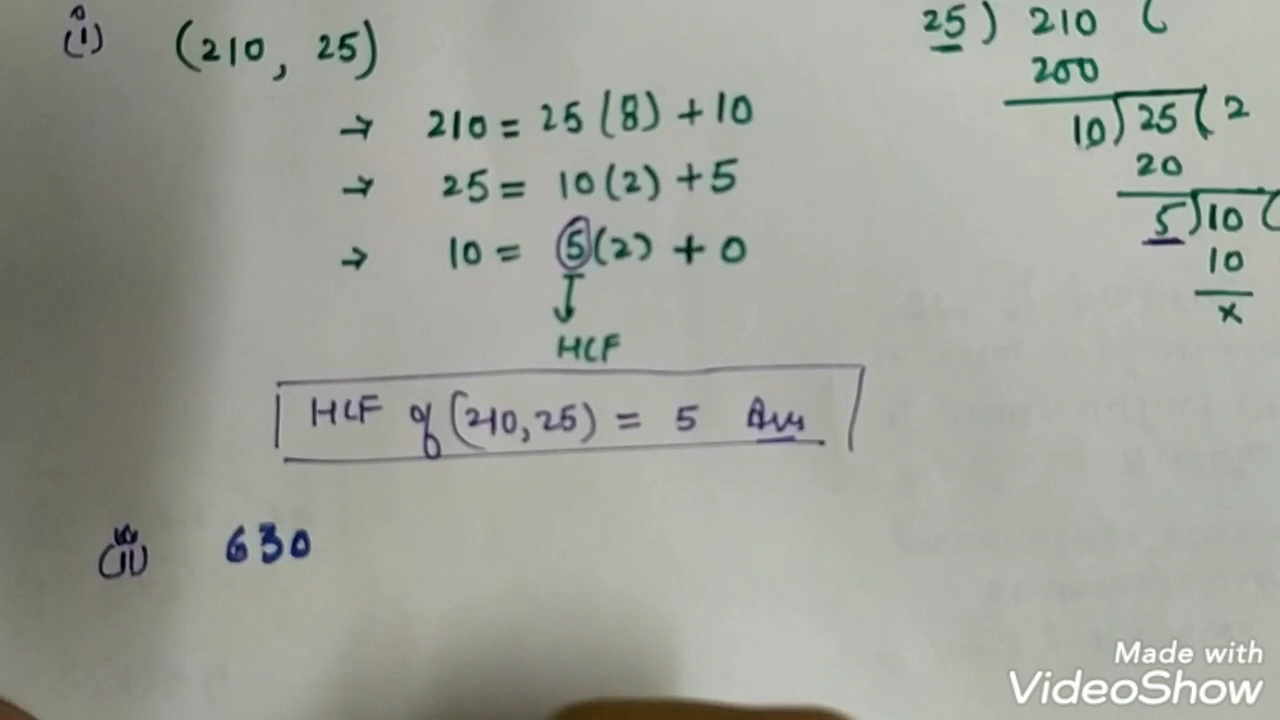 (i) (210, 25)
→ 210 = 25 (8) + 10
→ 25 = 10 (2) + 5
→ 10 = 5 (2) + 0
HCF
HCF of (210, 25) = 5 Ans
(ii) 630
25 ) 210 (
200
10 ) 25 ( 2
20
5 ) 10 (
10
x
Made with
VideoShow